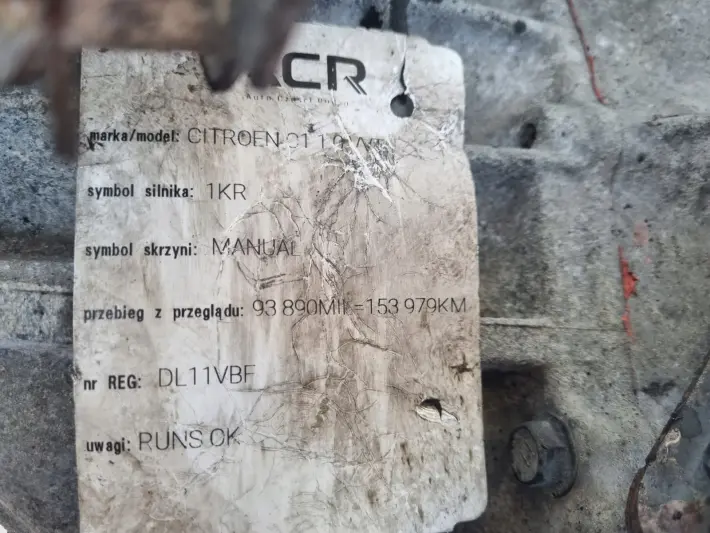 CR
marka/model: CITROEN
symbol silnika: 1KR
symbol skrzyni: MANUAL
przebieg z przeglądu: 93 890MIL=153 979KM
nr REG: DL11VBF
uwagi: RUNS OK